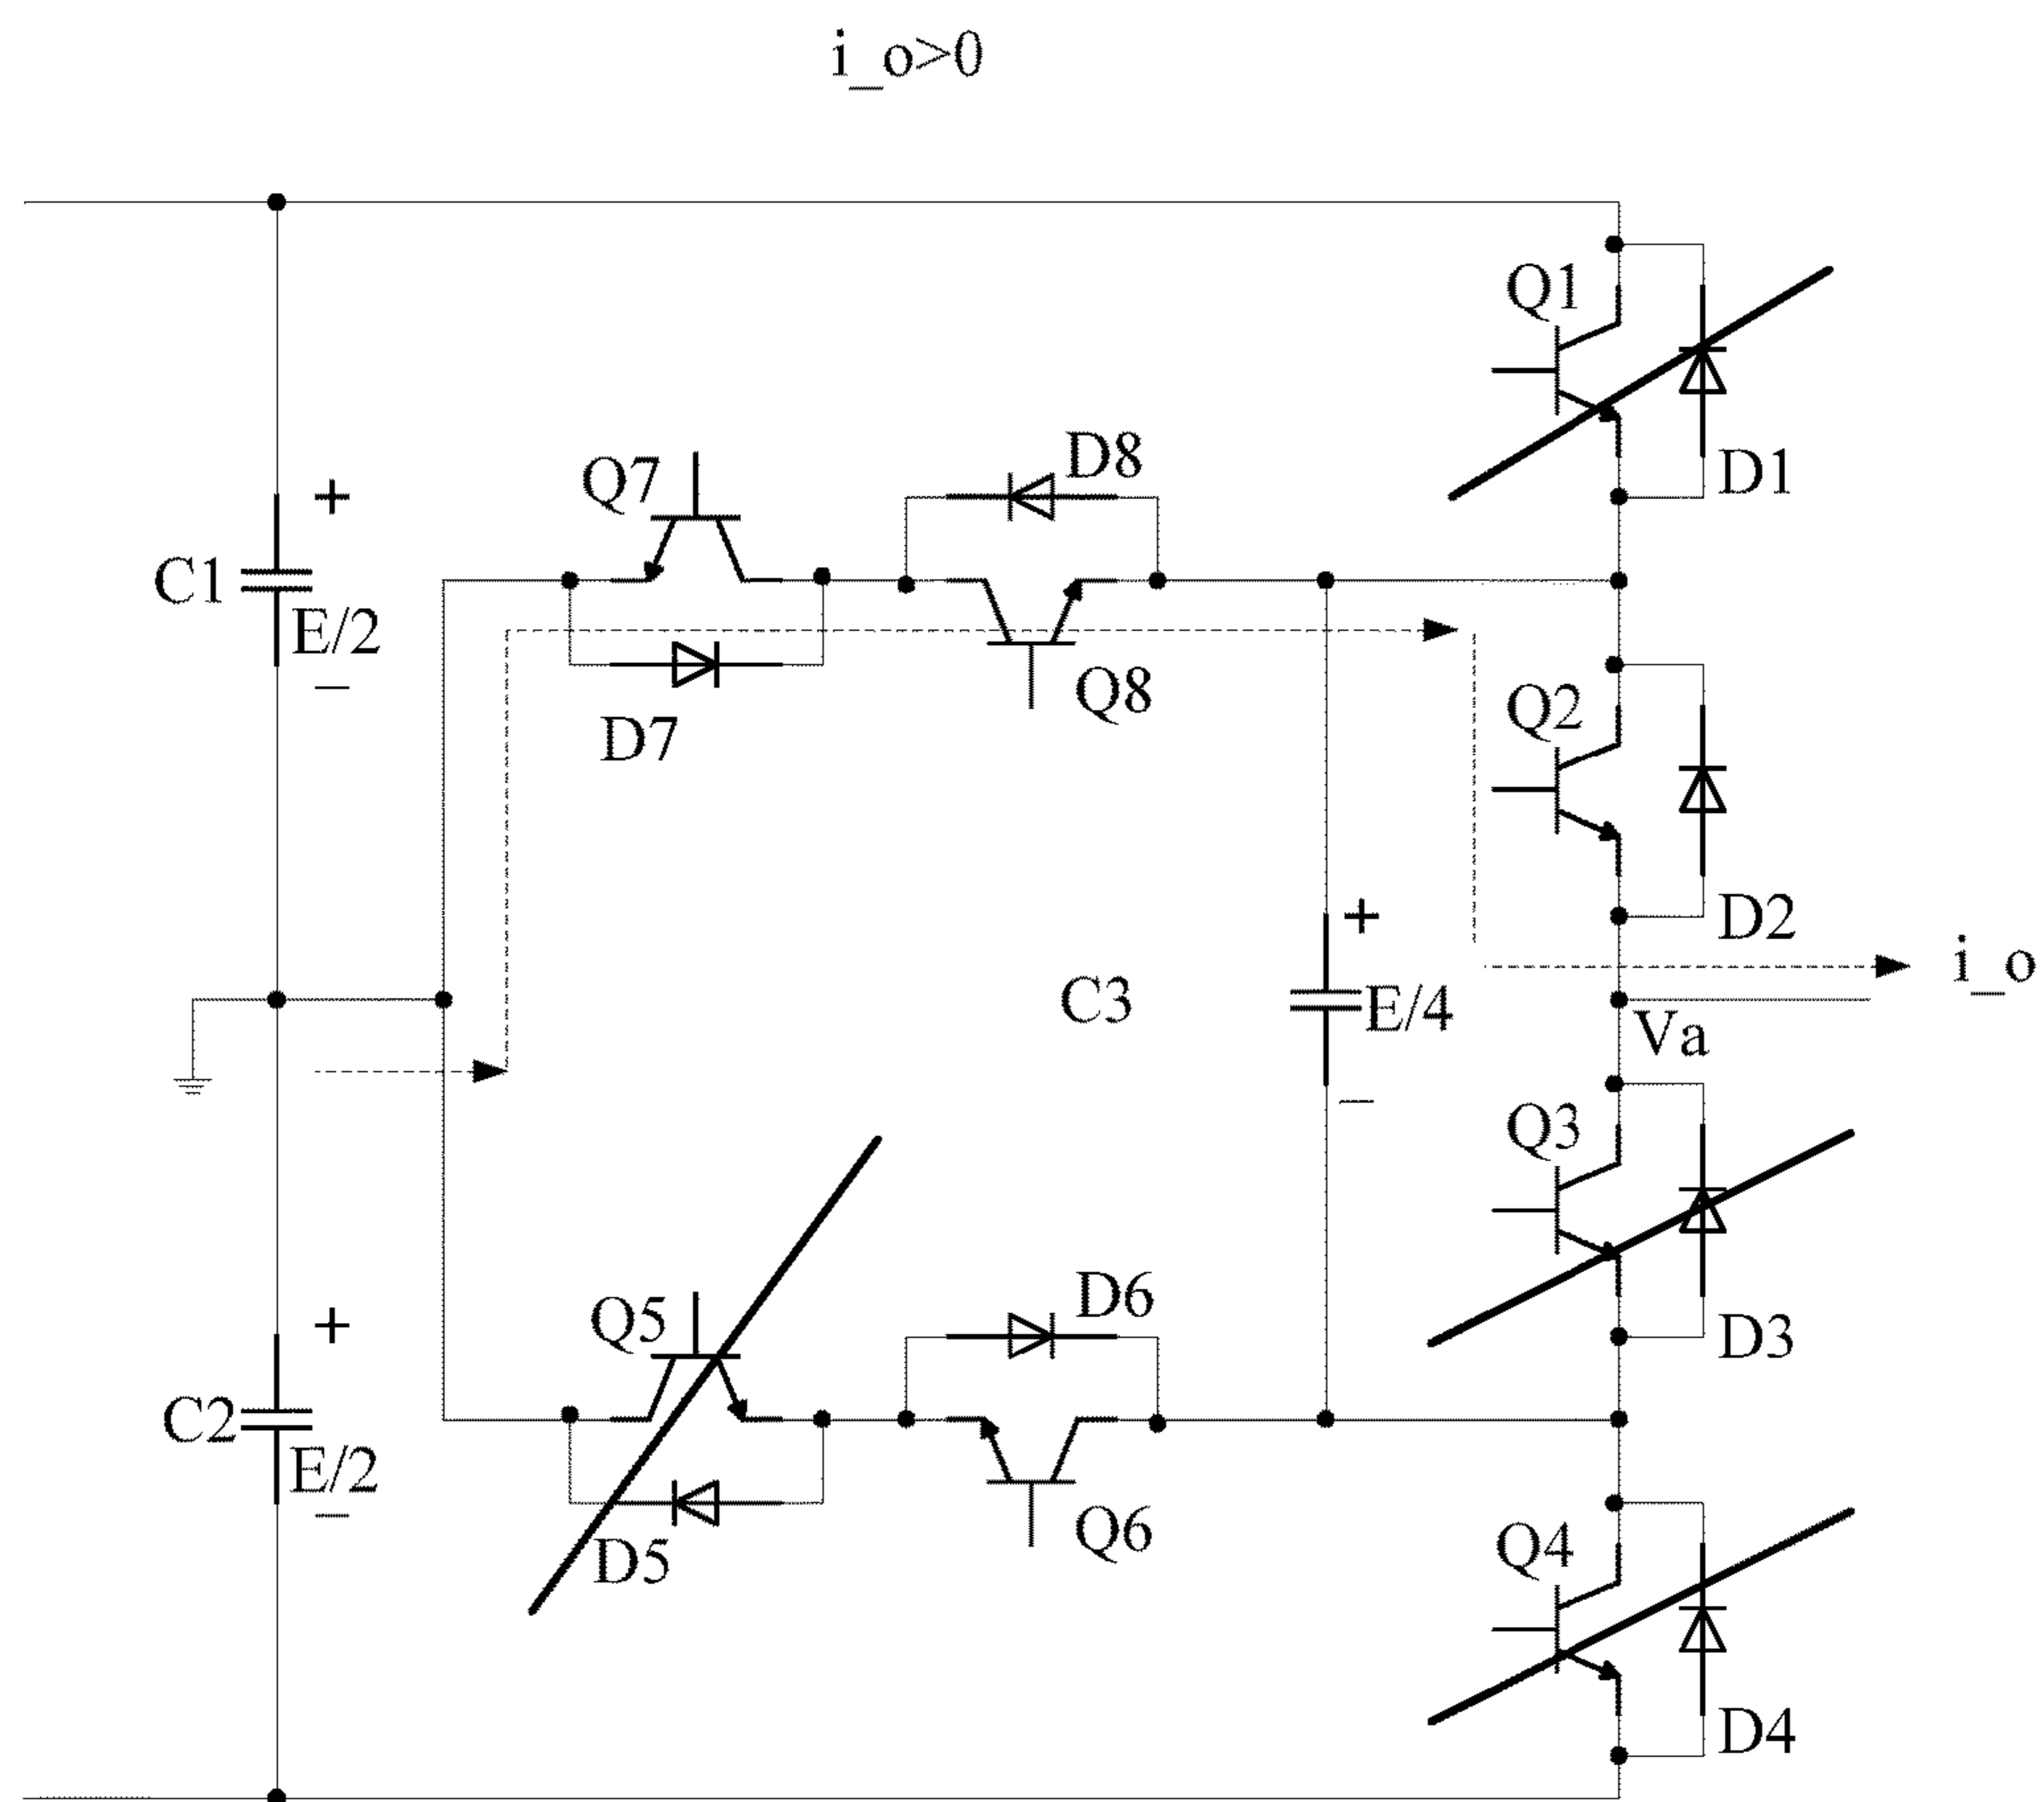 i_o>0
Q1
D1
Q7
D8
C1
+
E/2
−
D7
Q8
Q2
D2
C3
+
E/4
−
i_o
Va
Q3
D3
Q5
D6
C2
+
E/2
−
D5
Q6
Q4
D4